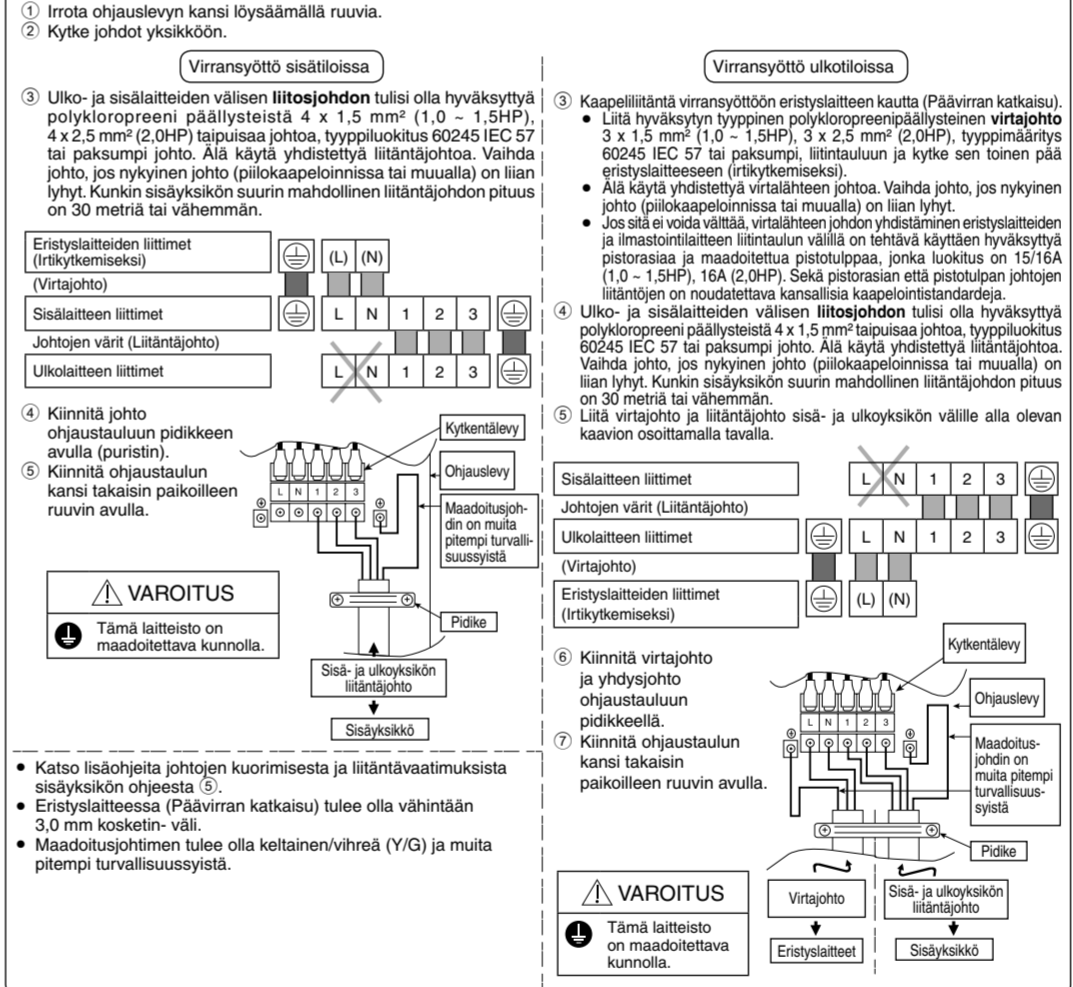 ① Irrota ohjauslevyn kansi löysäämällä ruuvia.
② Kytke johdot yksikköön.
Virransyöttö sisätiloissa
③ Ulko- ja sisälaitteiden välisen liitosjohdon tulisi olla hyväksyttyä
polykloropreeni päällysteistä 4 x 1,5 mm² (1,0 ~ 1,5HP),
4 x 2,5 mm² (2,0HP) taipuisaa johtoa, tyyppiluokitus 60245 IEC 57
tai paksumpi johto. Älä käytä yhdistettyä liitäntäjohtoa. Vaihda
johto, jos nykyinen johto (piilokaapeloinnissa tai muualla) on liian
lyhyt. Kunkin sisäyksikön suurin mahdollinen liitäntäjohdon pituus
on 30 metriä tai vähemmän.
Eristyslaitteiden liittimet
(Irtikytkemiseksi)
(L) (N)
(Virtajohto)
Sisälaitteen liittimet
L N 1 2 3
Johtojen värit (Liitäntäjohto)
Ulkolaitteen liittimet
L N 1 2 3
④ Kiinnitä johto
ohjaustauluun pidikkeen
avulla (puristin).
⑤ Kiinnitä ohjaustaulun
kansi takaisin paikoilleen
ruuvin avulla.
Kytkentälevy
Ohjauslevy
L N 1 2 3
Maadoitusjoh-
din on muita
pitempi turvalli-
suussyistä
Pidike
Sisä- ja ulkoyksikön
liitäntäjohto
Sisäyksikkö
VAROITUS
Tämä laitteisto on
maadoitettava kunnolla.
• Katso lisäohjeita johtojen kuorimisesta ja liitäntävaatimuksista
sisäyksikön ohjeesta ⑤.
• Eristyslaitteessa (Päävirran katkaisu) tulee olla vähintään
3,0 mm kosketin- väli.
• Maadoitusjohtimen tulee olla keltainen/vihreä (Y/G) ja muita
pitempi turvallisuussyistä.
Virransyöttö ulkotiloissa
③ Kaapeliliitäntä virransyöttöön eristyslaitteen kautta (Päävirran katkaisu).
• Liitä hyväksytyn tyyppinen polykloropreenipäällysteinen virtajohto
3 x 1,5 mm² (1,0 ~ 1,5HP), 3 x 2,5 mm² (2,0HP), tyyppimääritys
60245 IEC 57 tai paksumpi, liitintauluun ja kytke sen toinen pää
eristyslaitteeseen (irtikytkemiseksi).
• Älä käytä yhdistettyä virtalähteen johtoa. Vaihda johto, jos nykyinen
johto (piilokaapeloinnissa tai muualla) on liian lyhyt.
• Jos sitä ei voida välttää, virtalähteen johdon yhdistäminen eristyslaitteiden
ja ilmastointilaitteen liitintaulun välillä on tehtävä käyttäen hyväksyttyä
pistorasiaa ja maadoitettua pistotulppaa, jonka luokitus on 15/16A
(1,0 ~ 1,5HP), 16A (2,0HP). Sekä pistorasian että pistotulpan johtojen
liitäntöjen on noudatettava kansallisia kaapelointistandardeja.
④ Ulko- ja sisälaitteiden välisen liitosjohdon tulisi olla hyväksyttyä
polykloropreeni päällysteistä 4 x 1,5 mm² taipuisaa johtoa, tyyppiluokitus
60245 IEC 57 tai paksumpi johto. Älä käytä yhdistettyä liitäntäjohtoa.
Vaihda johto, jos nykyinen johto (piilokaapeloinnissa tai muualla) on
liian lyhyt. Kunkin sisäyksikön suurin mahdollinen liitäntäjohdon pituus
on 30 metriä tai vähemmän.
⑤ Liitä virtajohto ja liitäntäjohto sisä- ja ulkoyksikön välille alla olevan
kaavion osoittamalla tavalla.
Sisälaitteen liittimet
L N 1 2 3
Johtojen värit (Liitäntäjohto)
Ulkolaitteen liittimet
L N 1 2 3
(Virtajohto)
Eristyslaitteiden liittimet
(Irtikytkemiseksi)
(L) (N)
⑥ Kiinnitä virtajohto
ja yhdysjohto
ohjaustauluun
pidikkeellä.
⑦ Kiinnitä ohjaustaulun
kansi takaisin
paikoilleen ruuvin avulla.
Kytkentälevy
Ohjauslevy
L N 1 2 3
Maadoitus-
johdin on
muita pitempi
turvallisuus-
syistä
Pidike
Virtajohto
Sisä- ja ulkoyksikön
liitäntäjohto
Eristyslaitteet
Sisäyksikkö
VAROITUS
Tämä laitteisto
on maadoitettava
kunnolla.